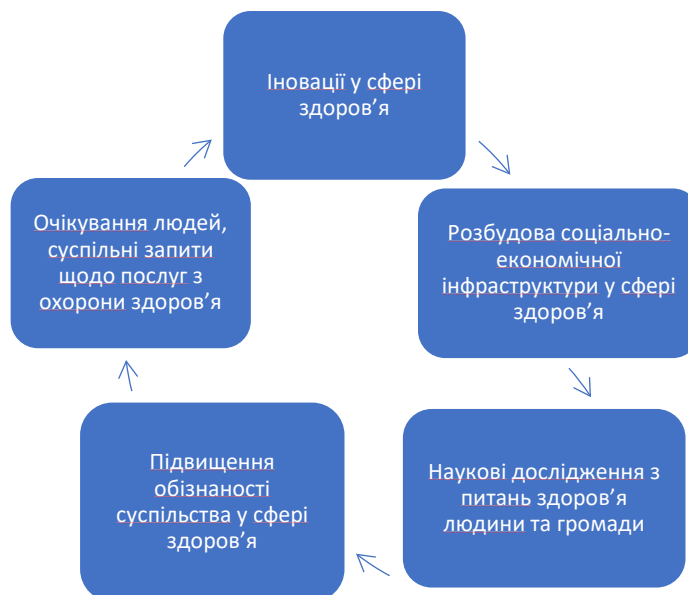 Іновації у сфері
здоров’я
Розбудова соціально-
економічної
інфраструктури у сфері
здоров’я
Наукові дослідження з
питань здоров’я
людини та громади
Підвищення
обізнаності
суспільства у сфері
здоров’я
Очікування людей,
суспільні запити
щодо послуг з
охорони здоров’я